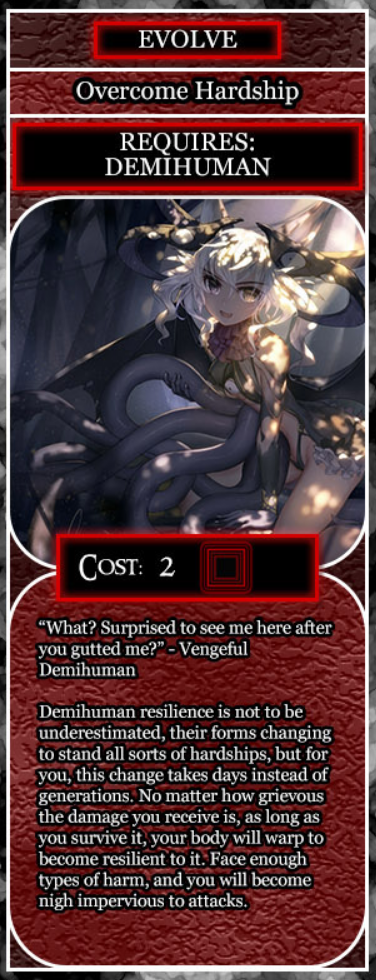 EVOLVE
Overcome Hardship
REQUIRES:
DEMIHUMAN
COST: 2
“What? Surprised to see me here after
you gutted me?” - Vengeful
Demihuman
Demihuman resilience is not to be
underestimated, their forms changing
to stand all sorts of hardships, but for
you, this change takes days instead of
generations. No matter how grievous
the damage you receive is, as long as
you survive it, your body will warp to
become resilient to it. Face enough
types of harm, and you will become
nigh impervious to attacks.